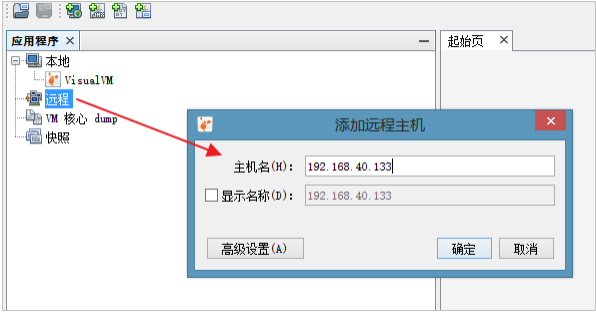 应用程序
起始页
本地
VisualVM
远程
VM 核心 dump
快照
添加远程主机
主机名(H): 192.168.40.133
显示名称(D): 192.168.40.133
高级设置(A) 确定 取消